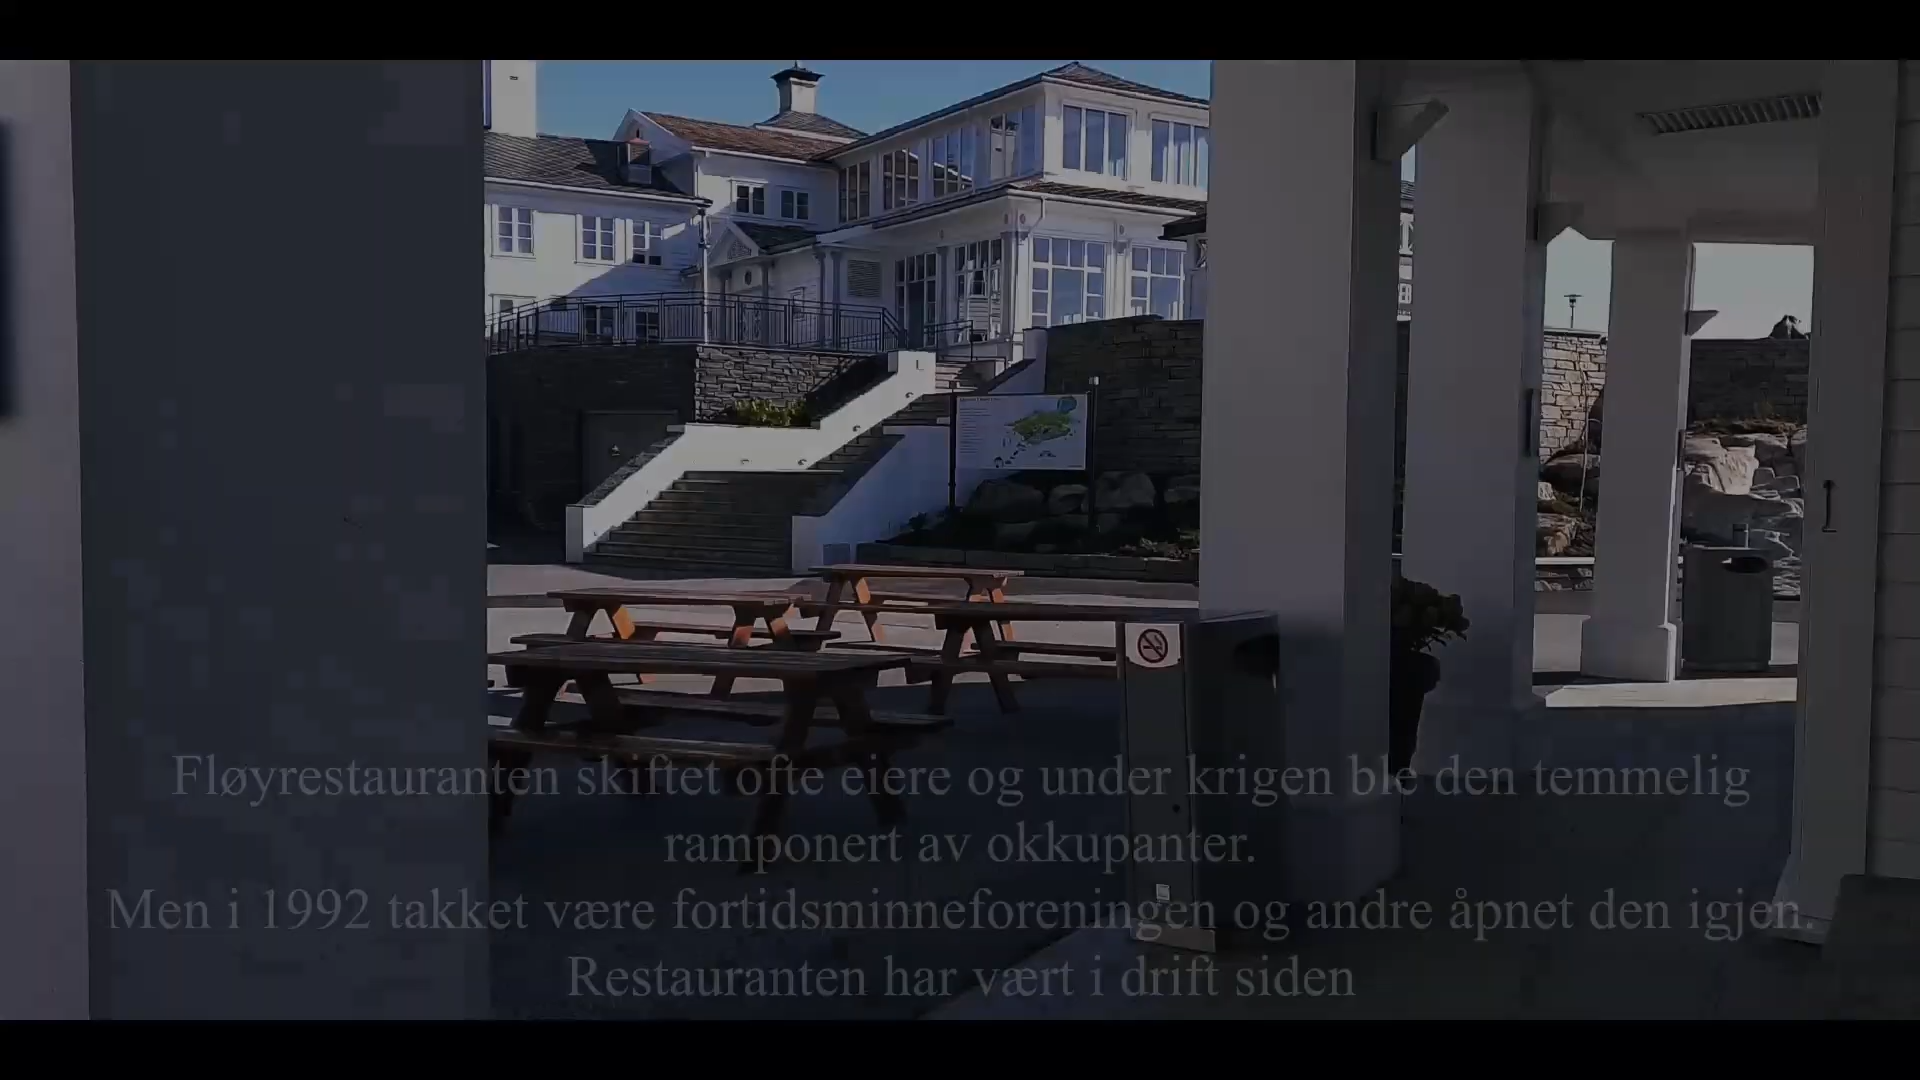 Fløyrestauranten skiftet ofte eiere og under krigen ble den temmelig
ramponert av okkupanter.
Men i 1992 takket være fortidsminneforeningen og andre åpnet den igjen.
Restauranten har vært i drift siden